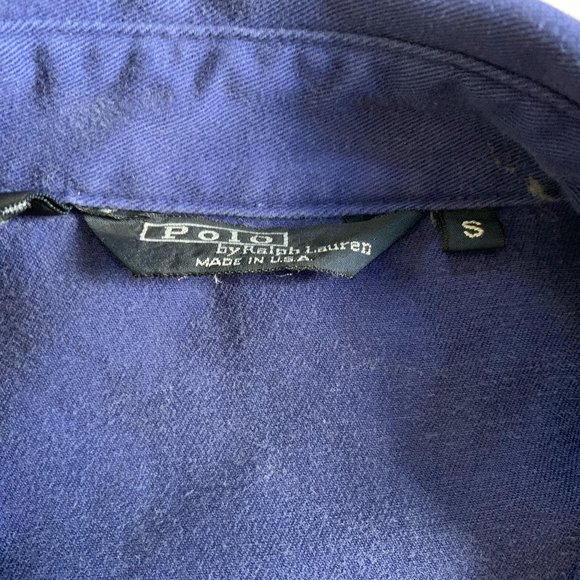 Polo
by Ralph Lauren
MADE IN U.S.A.
S